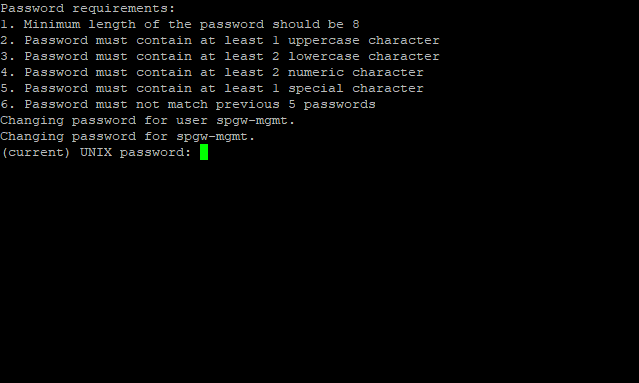 Password requirements:
1. Minimum length of the password should be 8
2. Password must contain at least 1 uppercase character
3. Password must contain at least 2 lowercase character
4. Password must contain at least 2 numeric character
5. Password must contain at least 1 special character
6. Password must not match previous 5 passwords
Changing password for user spgw-mgmt.
Changing password for spgw-mgmt.
(current) UNIX password: